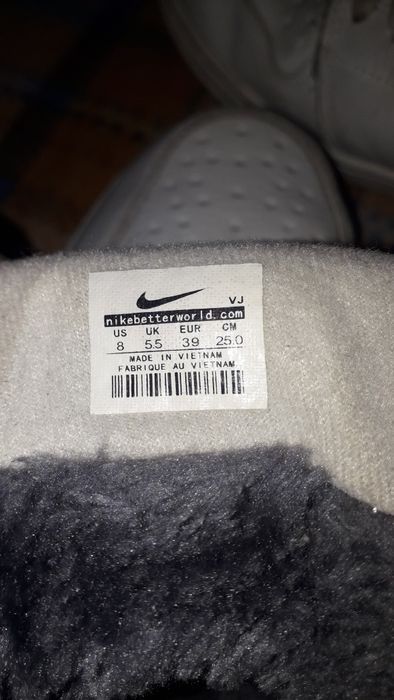 VJ
nikebetterworld.com
US UK EUR CM
8 5.5 39 25.0
MADE IN VIETNAM
FABRIQUE AU VIETNAM